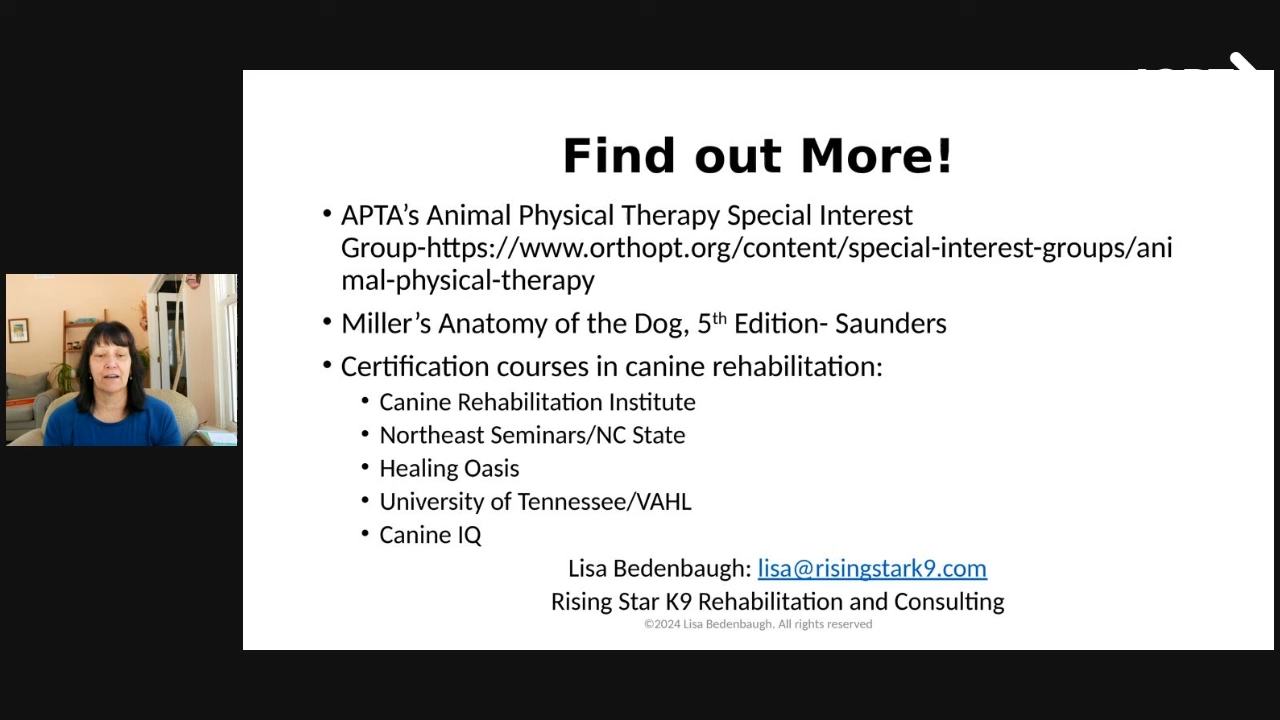 Find out More!
• APTA’s Animal Physical Therapy Special Interest
Group-https://www.orthopt.org/content/special-interest-groups/ani
mal-physical-therapy
• Miller’s Anatomy of the Dog, 5th Edition- Saunders
• Certification courses in canine rehabilitation:
• Canine Rehabilitation Institute
• Northeast Seminars/NC State
• Healing Oasis
• University of Tennessee/VAHL
• Canine IQ
Lisa Bedenbaugh: lisa@risingstark9.com
Rising Star K9 Rehabilitation and Consulting
©2024 Lisa Bedenbaugh. All rights reserved